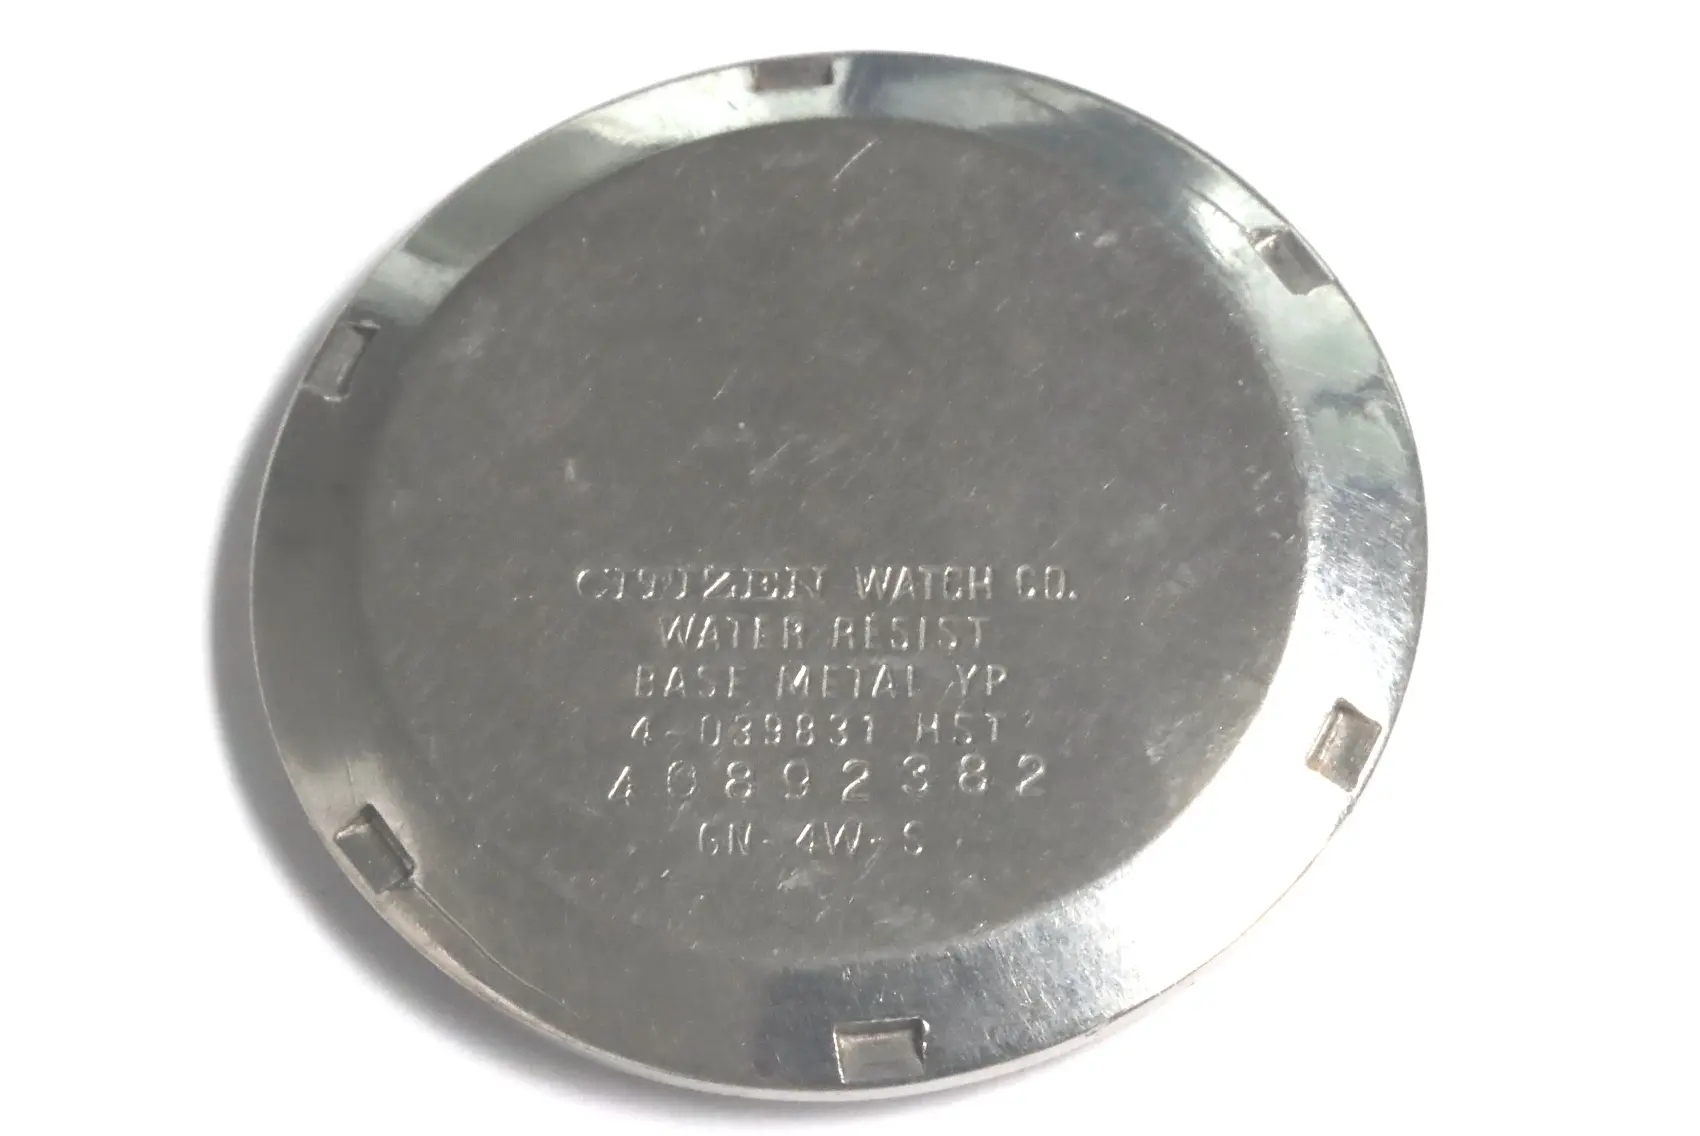 CITIZEN WATCH CO.
WATER RESIST
BASE METAL YP
4-039831 HST
40892382
GN-4W-S